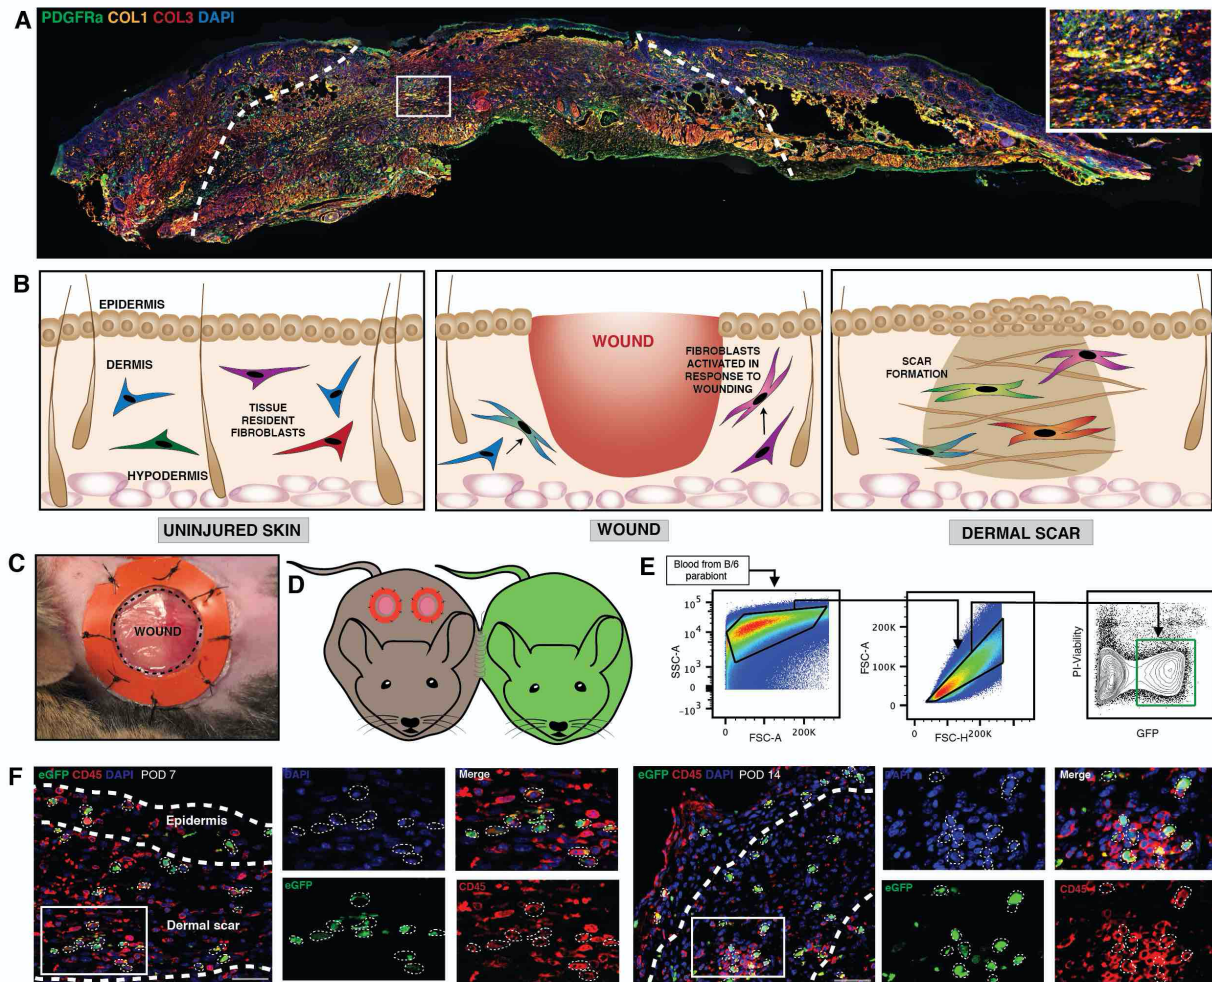 A
PDGFRa COL1 COL3 DAPI
B
EPIDERMIS
DERMIS
TISSUE
RESIDENT
FIBROBLASTS
HYPODERMIS
UNINJURED SKIN
WOUND
FIBROBLASTS
ACTIVATED IN
RESPONSE TO
WOUNDING
WOUND
SCAR
FORMATION
DERMAL SCAR
C
WOUND
D
E
Blood from B/6
parabiont
10^5
10^4
10^3
0
-10^3
SSC-A
0
200K
FSC-A
200K
100K
0
FSC-A
0
200K
FSC-H
PI-Viability
GFP
F
eGFP CD45 DAPI POD 7
Epidermis
Dermal scar
DAPI
Merge
eGFP
CD45
eGFP CD45 DAPI POD 14
DAPI
Merge
eGFP
CD45